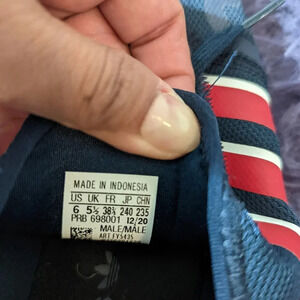 MADE IN INDONESIA
US UK FR JP CHN
6 5½ 38⅔ 240 235
PRB 698001 12/20
MALE/MALE
ART FY5435